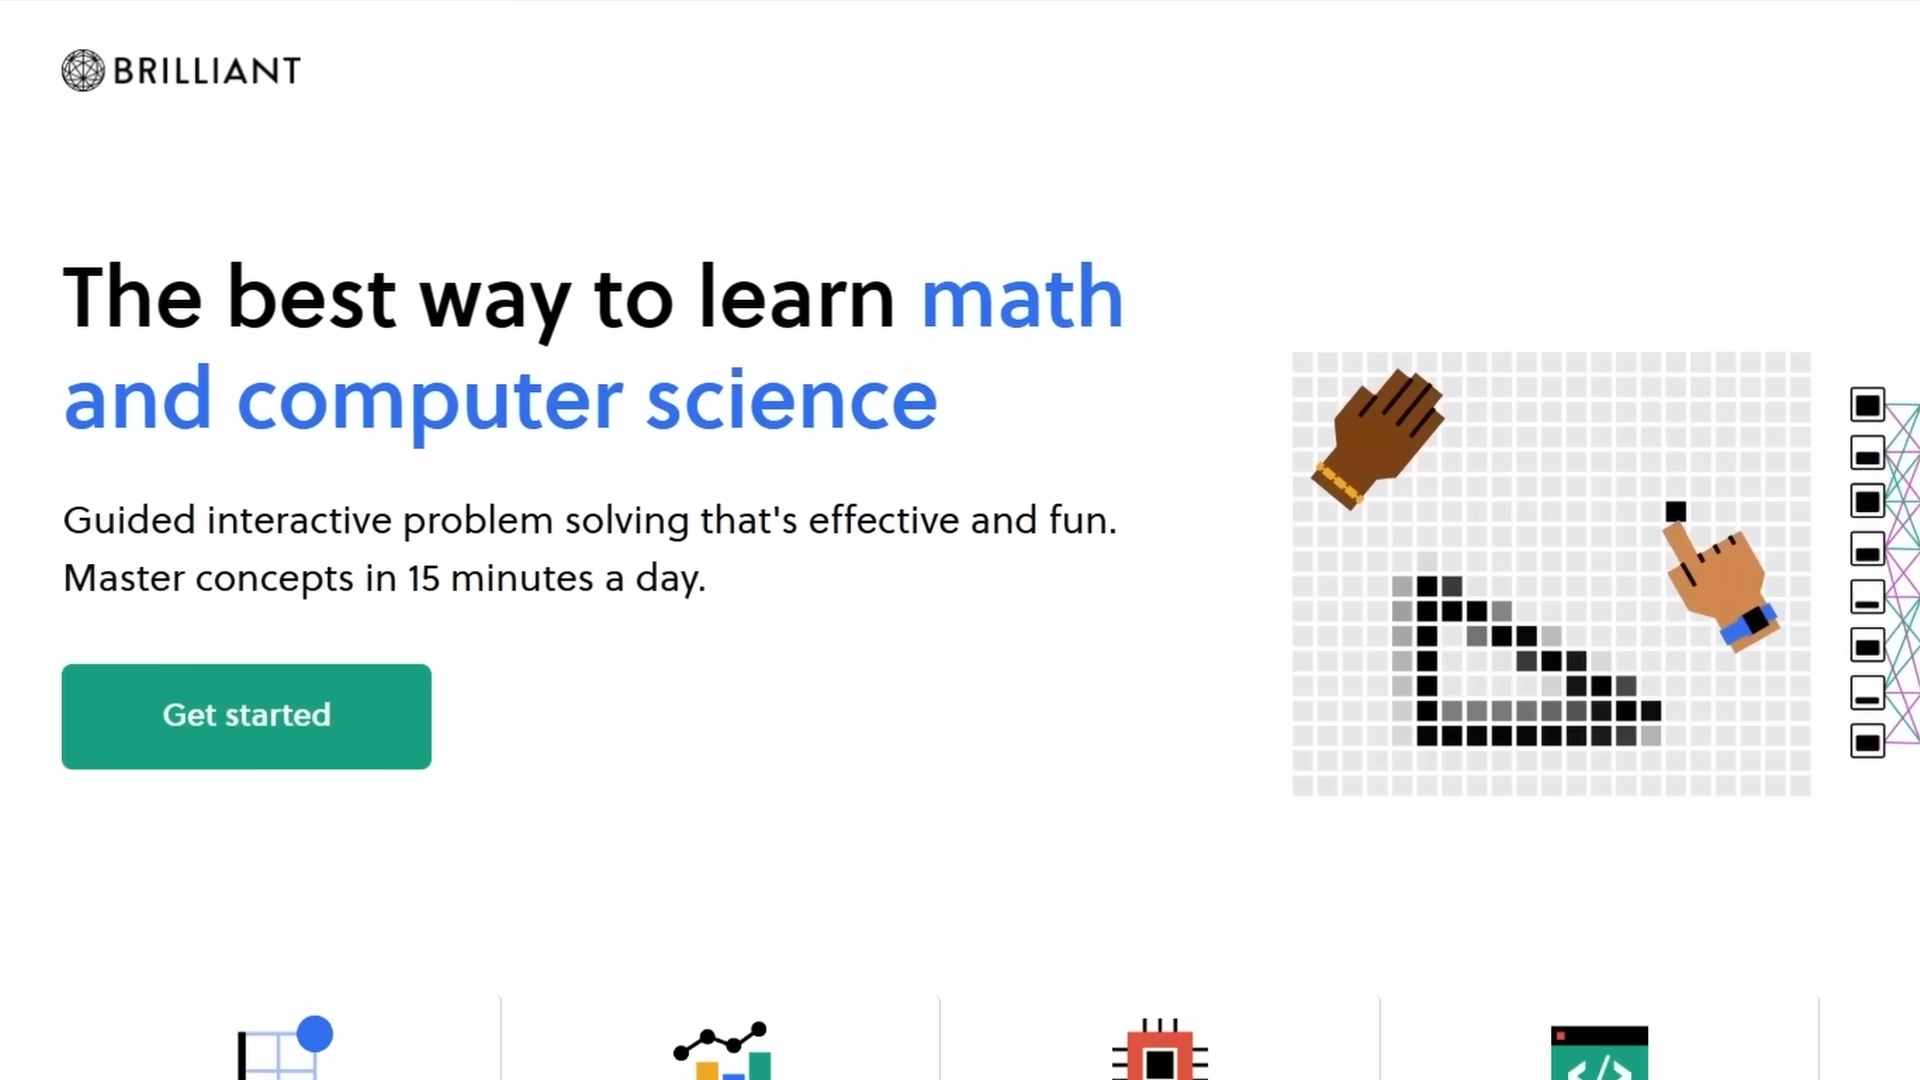 BRILLIANT
The best way to learn math
and computer science
Guided interactive problem solving that's effective and fun.
Master concepts in 15 minutes a day.
Get started
<//>